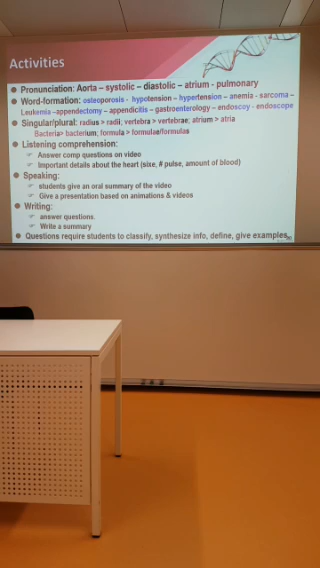 Activities
Pronunciation: Aorta – systolic – diastolic – atrium - pulmonary
Word-formation: osteoporosis - hypotension – hypertension – anemia - sarcoma –
Leukemia –appendectomy – appendicitis – gastroenterology – endoscoy - endoscope
Singular/plural: radius > radii; vertebra > vertebrae; atrium > atria
Bacteria> bacterium; formula > formulae/formulas
Listening comprehension:
Answer comp questions on video
Important details about the heart (sixe, # pulse, amount of blood)
Speaking:
students give an oral summary of the video
Give a presentation based on animations & videos
Writing:
answer questions.
Write a summary
Questions require students to classify, synthesize info, define, give examples,